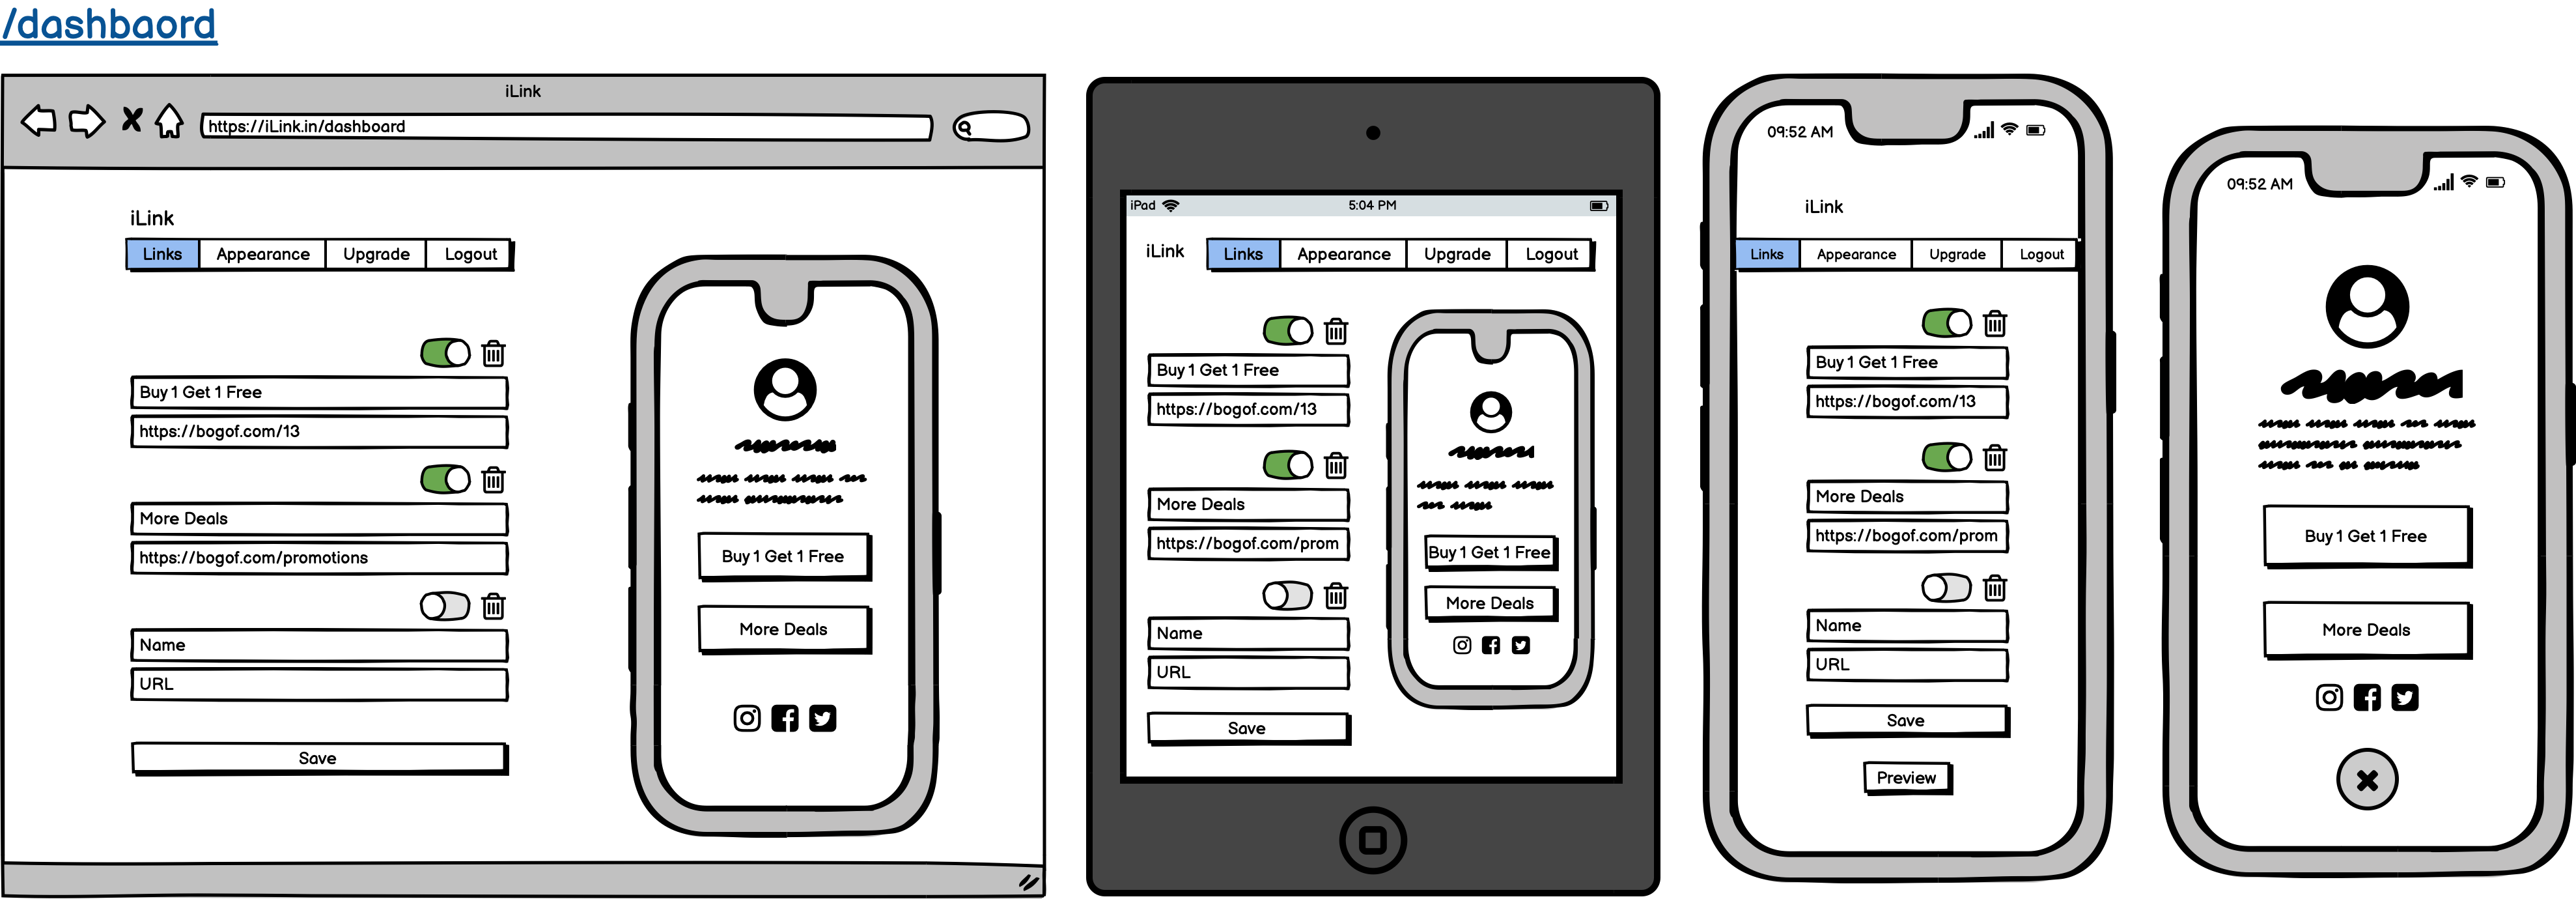 /dashbaord
iLink
https://iLink.in/dashboard
iLink
Links Appearance Upgrade Logout
Buy 1 Get 1 Free
https://bogof.com/13
More Deals
https://bogof.com/promotions
Name
URL
Save
Buy 1 Get 1 Free
More Deals
iPad 5:04 PM
iLink Links Appearance Upgrade Logout
Buy 1 Get 1 Free
https://bogof.com/13
More Deals
https://bogof.com/prom
Name
URL
Save
Buy 1 Get 1 Free
More Deals
09:52 AM
iLink
Links Appearance Upgrade Logout
Buy 1 Get 1 Free
https://bogof.com/13
More Deals
https://bogof.com/prom
Name
URL
Save
Preview
09:52 AM
Buy 1 Get 1 Free
More Deals